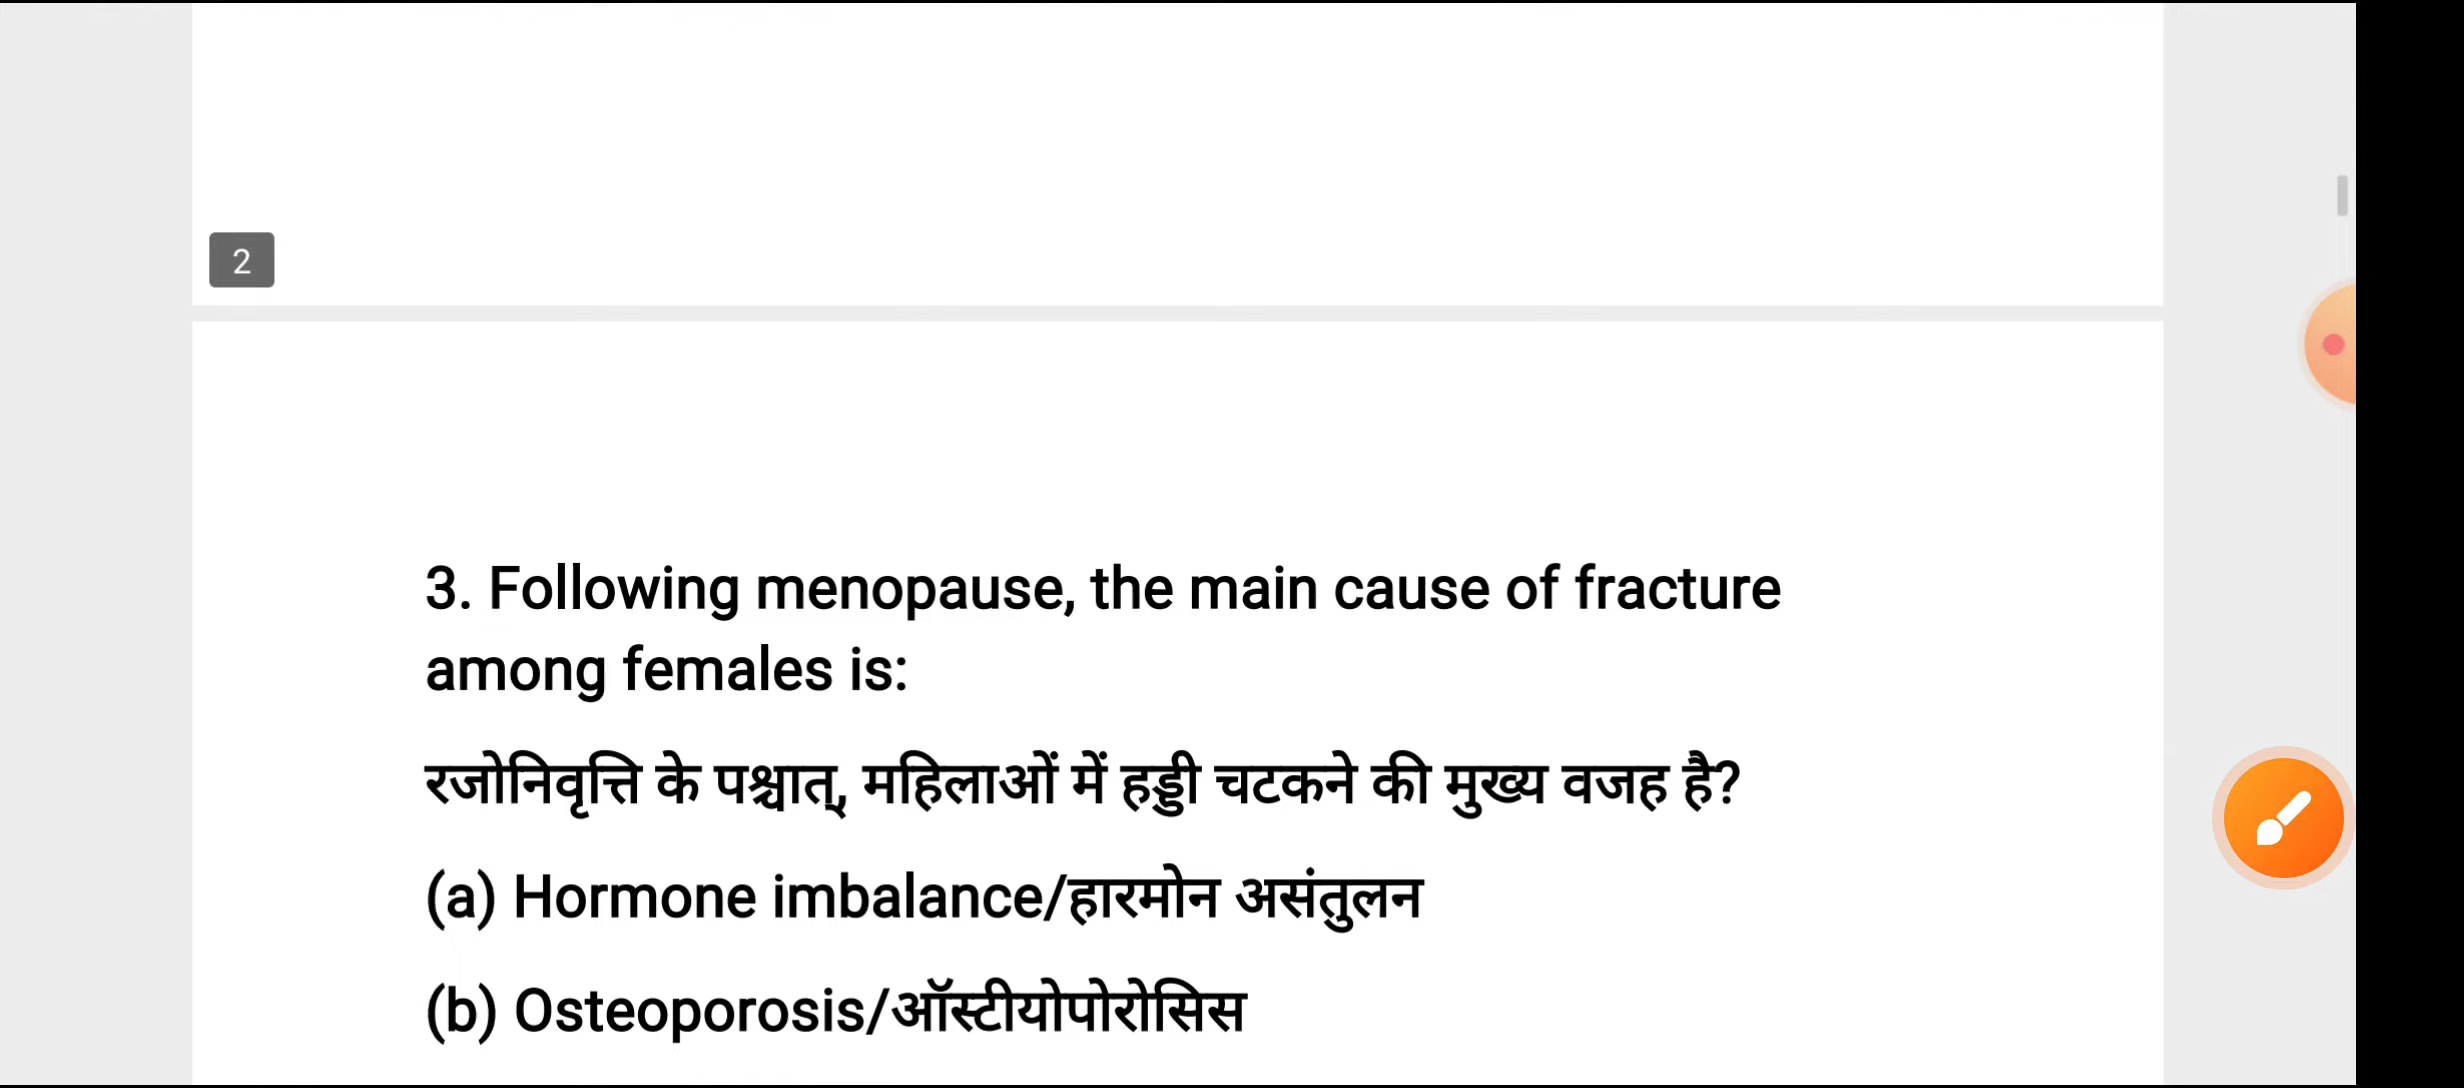 2
3. Following menopause, the main cause of fracture
among females is:
रजोनिवृत्ति के पश्चात्, महिलाओं में हड्डी चटकने की मुख्य वजह है?
(a) Hormone imbalance/हारमोन असंतुलन
(b) Osteoporosis/ऑस्टीयोपोरोसिस